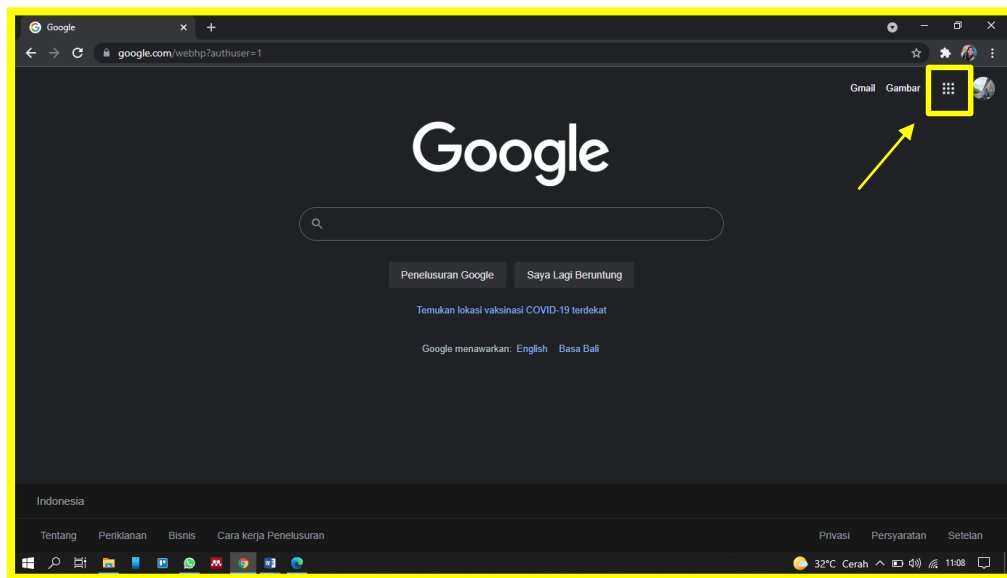 Google
google.com/webhp?authuser=1
Gmail Gambar
Google
Penelusuran Google Saya Lagi Beruntung
Temukan lokasi vaksinasi COVID-19 terdekat
Google menawarkan: English Basa Bali
Indonesia
Tentang Periklanan Bisnis Cara kerja Penelusuran Privasi Persyaratan Setelan
32°C Cerah 11:08